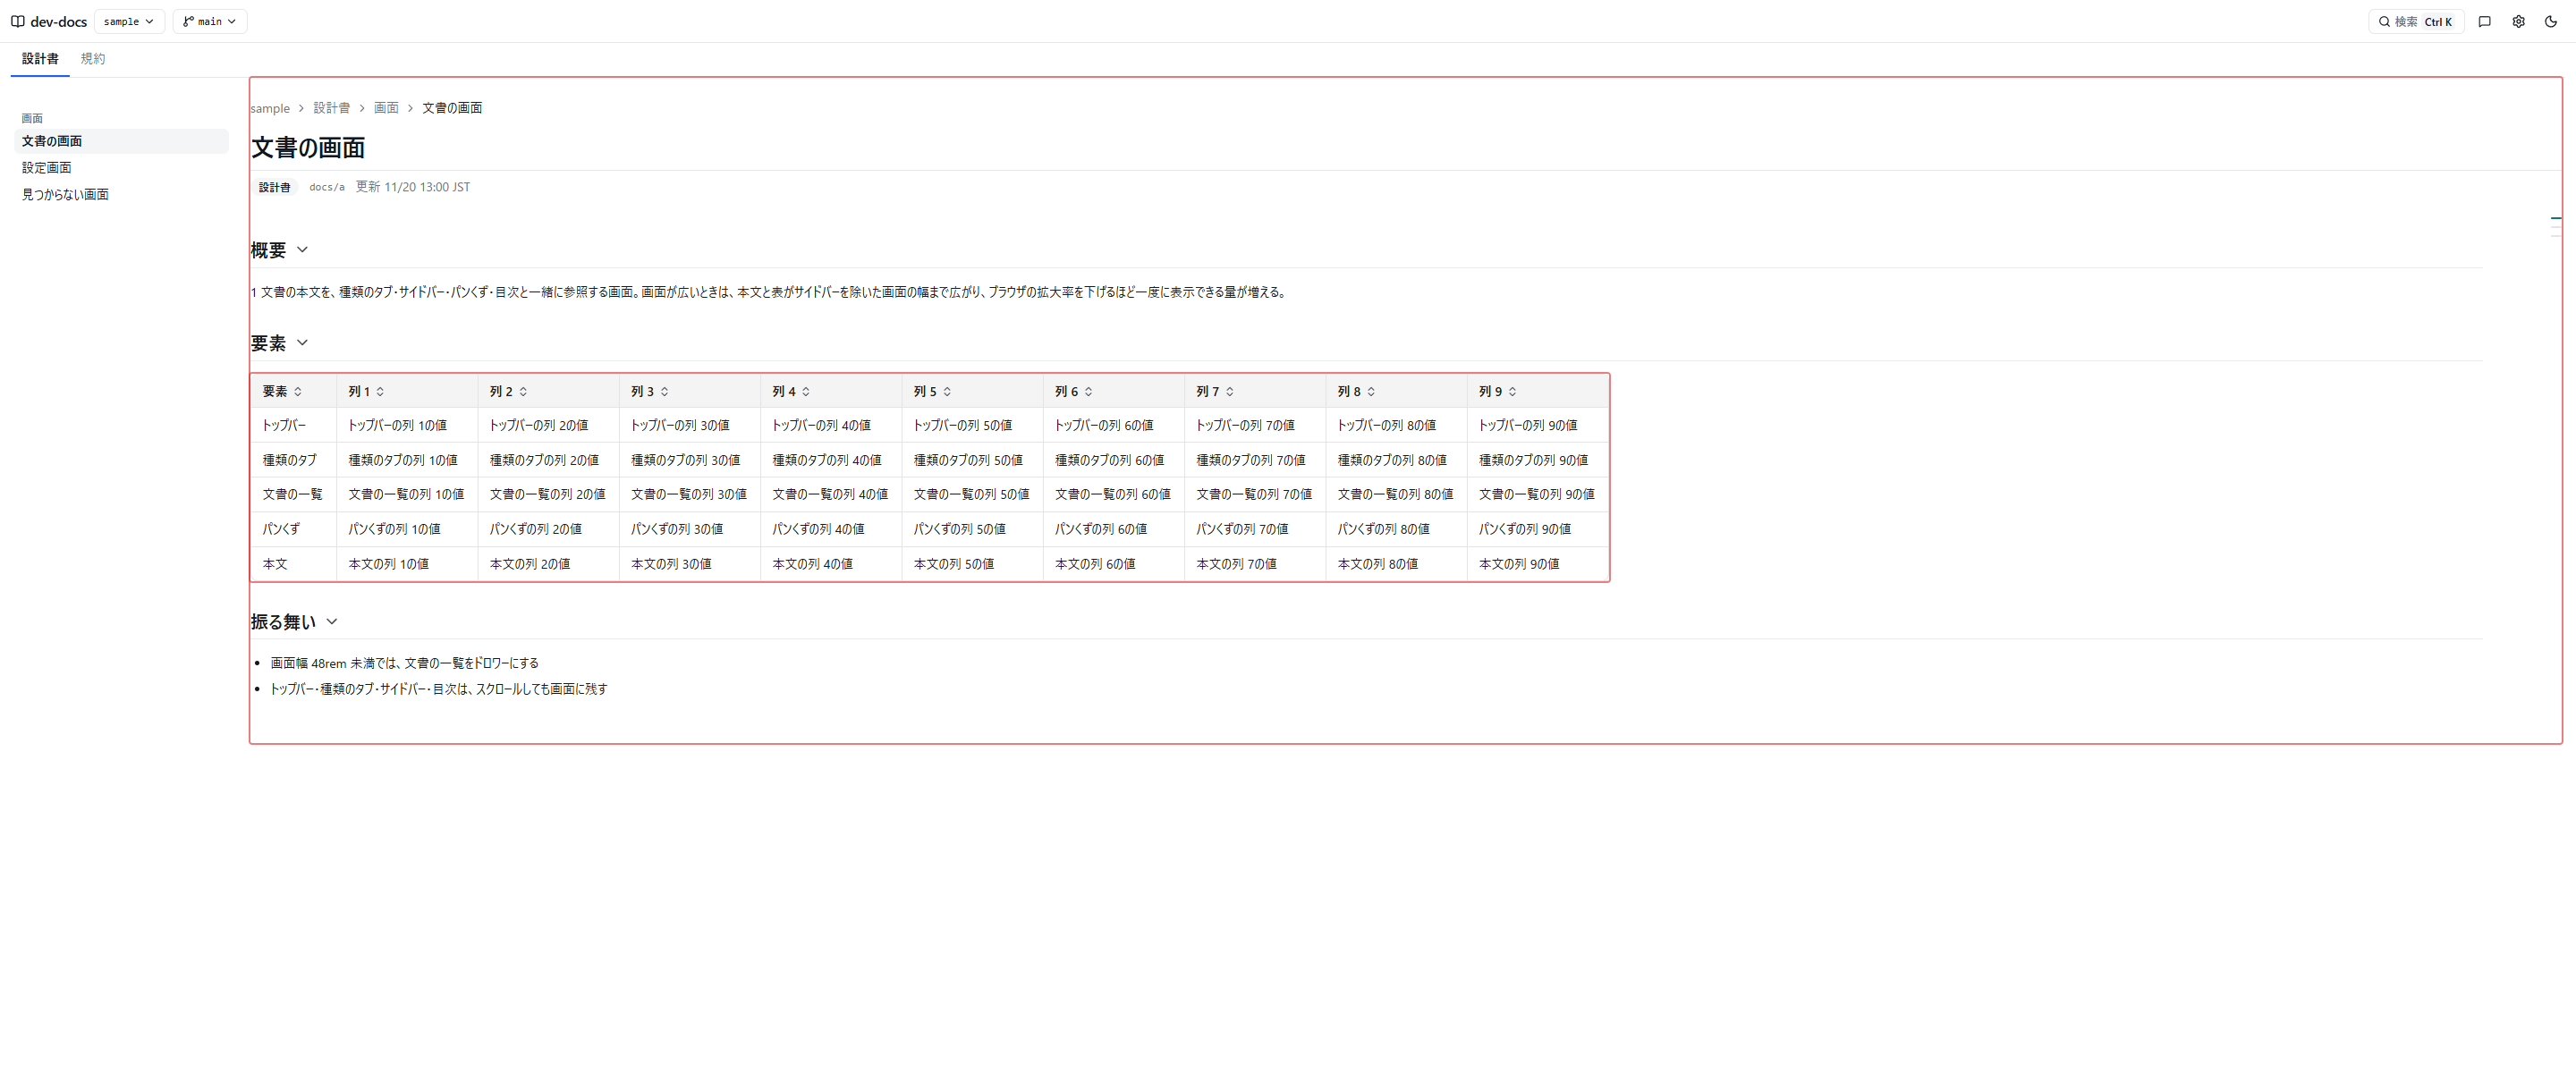 dev-docs sample main 検索 Ctrl K
設計書 規約
画面
文書の画面
設定画面
見つからない画面
sample 設計書 画面 文書の画面
文書の画面
設計書 docs/a 更新 11/20 13:00 JST
概要
1 文書の本文を、種類のタブ・サイドバー・パンくず・目次と一緒に参照する画面。画面が広いときは、本文と表がサイドバーを除いた画面の幅まで広がり、ブラウザの拡大率を下げるほど一度に表示できる量が増える。
要素
要素 列 1 列 2 列 3 列 4 列 5 列 6 列 7 列 8 列 9
トップバー トップバーの列 1の値 トップバーの列 2の値 トップバーの列 3の値 トップバーの列 4の値 トップバーの列 5の値 トップバーの列 6の値 トップバーの列 7の値 トップバーの列 8の値 トップバーの列 9の値
種類のタブ 種類のタブの列 1の値 種類のタブの列 2の値 種類のタブの列 3の値 種類のタブの列 4の値 種類のタブの列 5の値 種類のタブの列 6の値 種類のタブの列 7の値 種類のタブの列 8の値 種類のタブの列 9の値
文書の一覧 文書の一覧の列 1の値 文書の一覧の列 2の値 文書の一覧の列 3の値 文書の一覧の列 4の値 文書の一覧の列 5の値 文書の一覧の列 6の値 文書の一覧の列 7の値 文書の一覧の列 8の値 文書の一覧の列 9の値
パンくず パンくずの列 1の値 パンくずの列 2の値 パンくずの列 3の値 パンくずの列 4の値 パンくずの列 5の値 パンくずの列 6の値 パンくずの列 7の値 パンくずの列 8の値 パンくずの列 9の値
本文 本文の列 1の値 本文の列 2の値 本文の列 3の値 本文の列 4の値 本文の列 5の値 本文の列 6の値 本文の列 7の値 本文の列 8の値 本文の列 9の値
振る舞い
画面幅 48rem 未満では、文書の一覧をドロワーにする
トップバー・種類のタブ・サイドバー・目次は、スクロールしても画面に残す